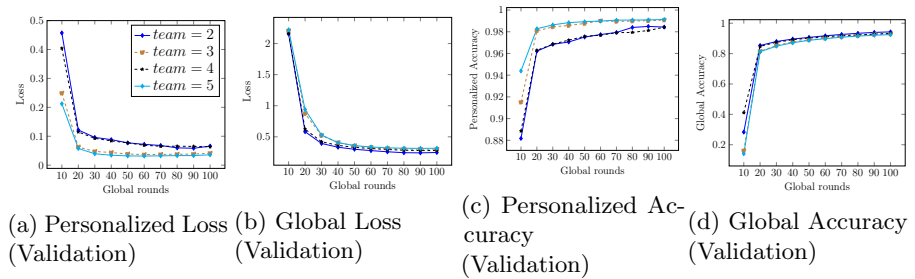 0.5
0.4
0.3
0.2
0.1
0
Loss
10 20 30 40 50 60 70 80 90 100
Global rounds
team = 2
team = 3
team = 4
team = 5
(a) Personalized Loss
(Validation)
2
1.5
1
0.5
Loss
10 20 30 40 50 60 70 80 90 100
Global rounds
(b) Global Loss
(Validation)
1
0.98
0.96
0.94
0.92
0.9
0.88
Personalized Accuracy
10 20 30 40 50 60 70 80 90 100
Global rounds
(c) Personalized Ac-
curacy
(Validation)
1
0.8
0.6
0.4
0.2
Global Accuracy
10 20 30 40 50 60 70 80 90 100
Global rounds
(d) Global Accuracy
(Validation)